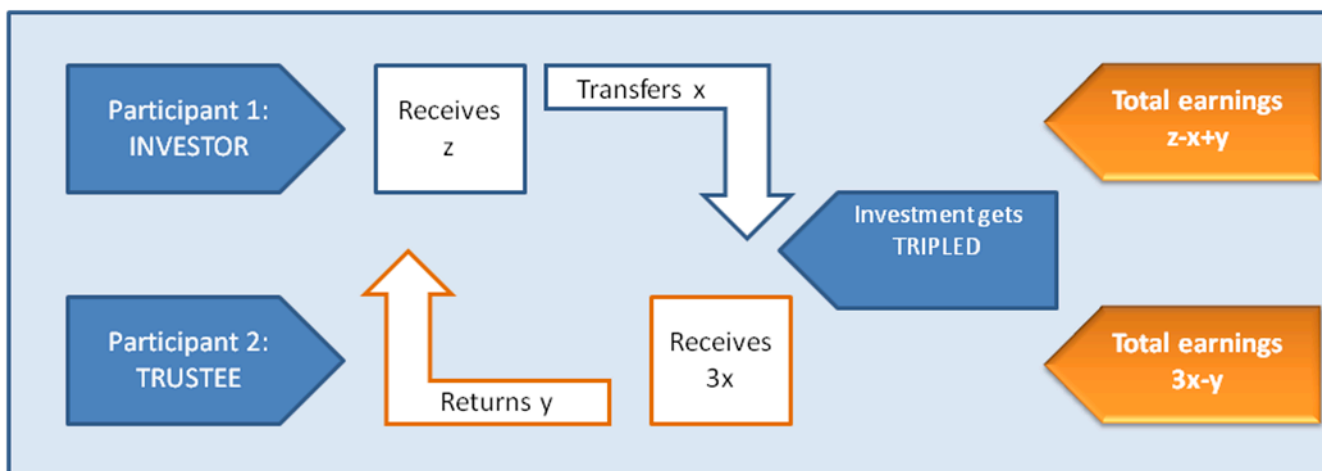 Participant 1:
INVESTOR
Receives
z
Transfers x
Total earnings
z-x+y
Investment gets
TRIPLED
Participant 2:
TRUSTEE
Returns y
Receives
3x
Total earnings
3x-y